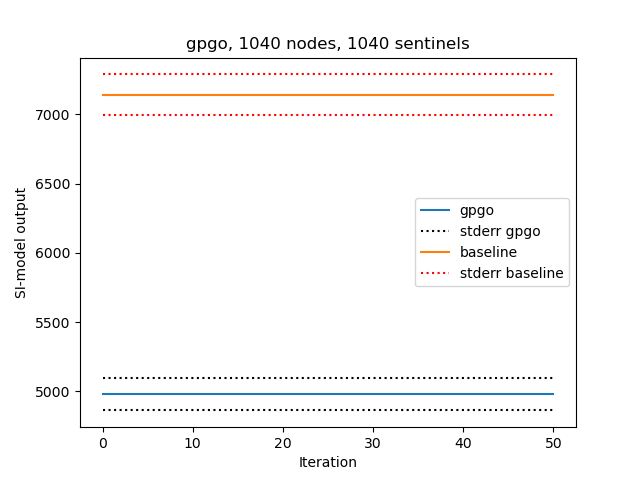 gpgo, 1040 nodes, 1040 sentinels
7000
6500
6000
5500
5000
SI-model output
gpgo
stderr gpgo
baseline
stderr baseline
0 10 20 30 40 50
Iteration